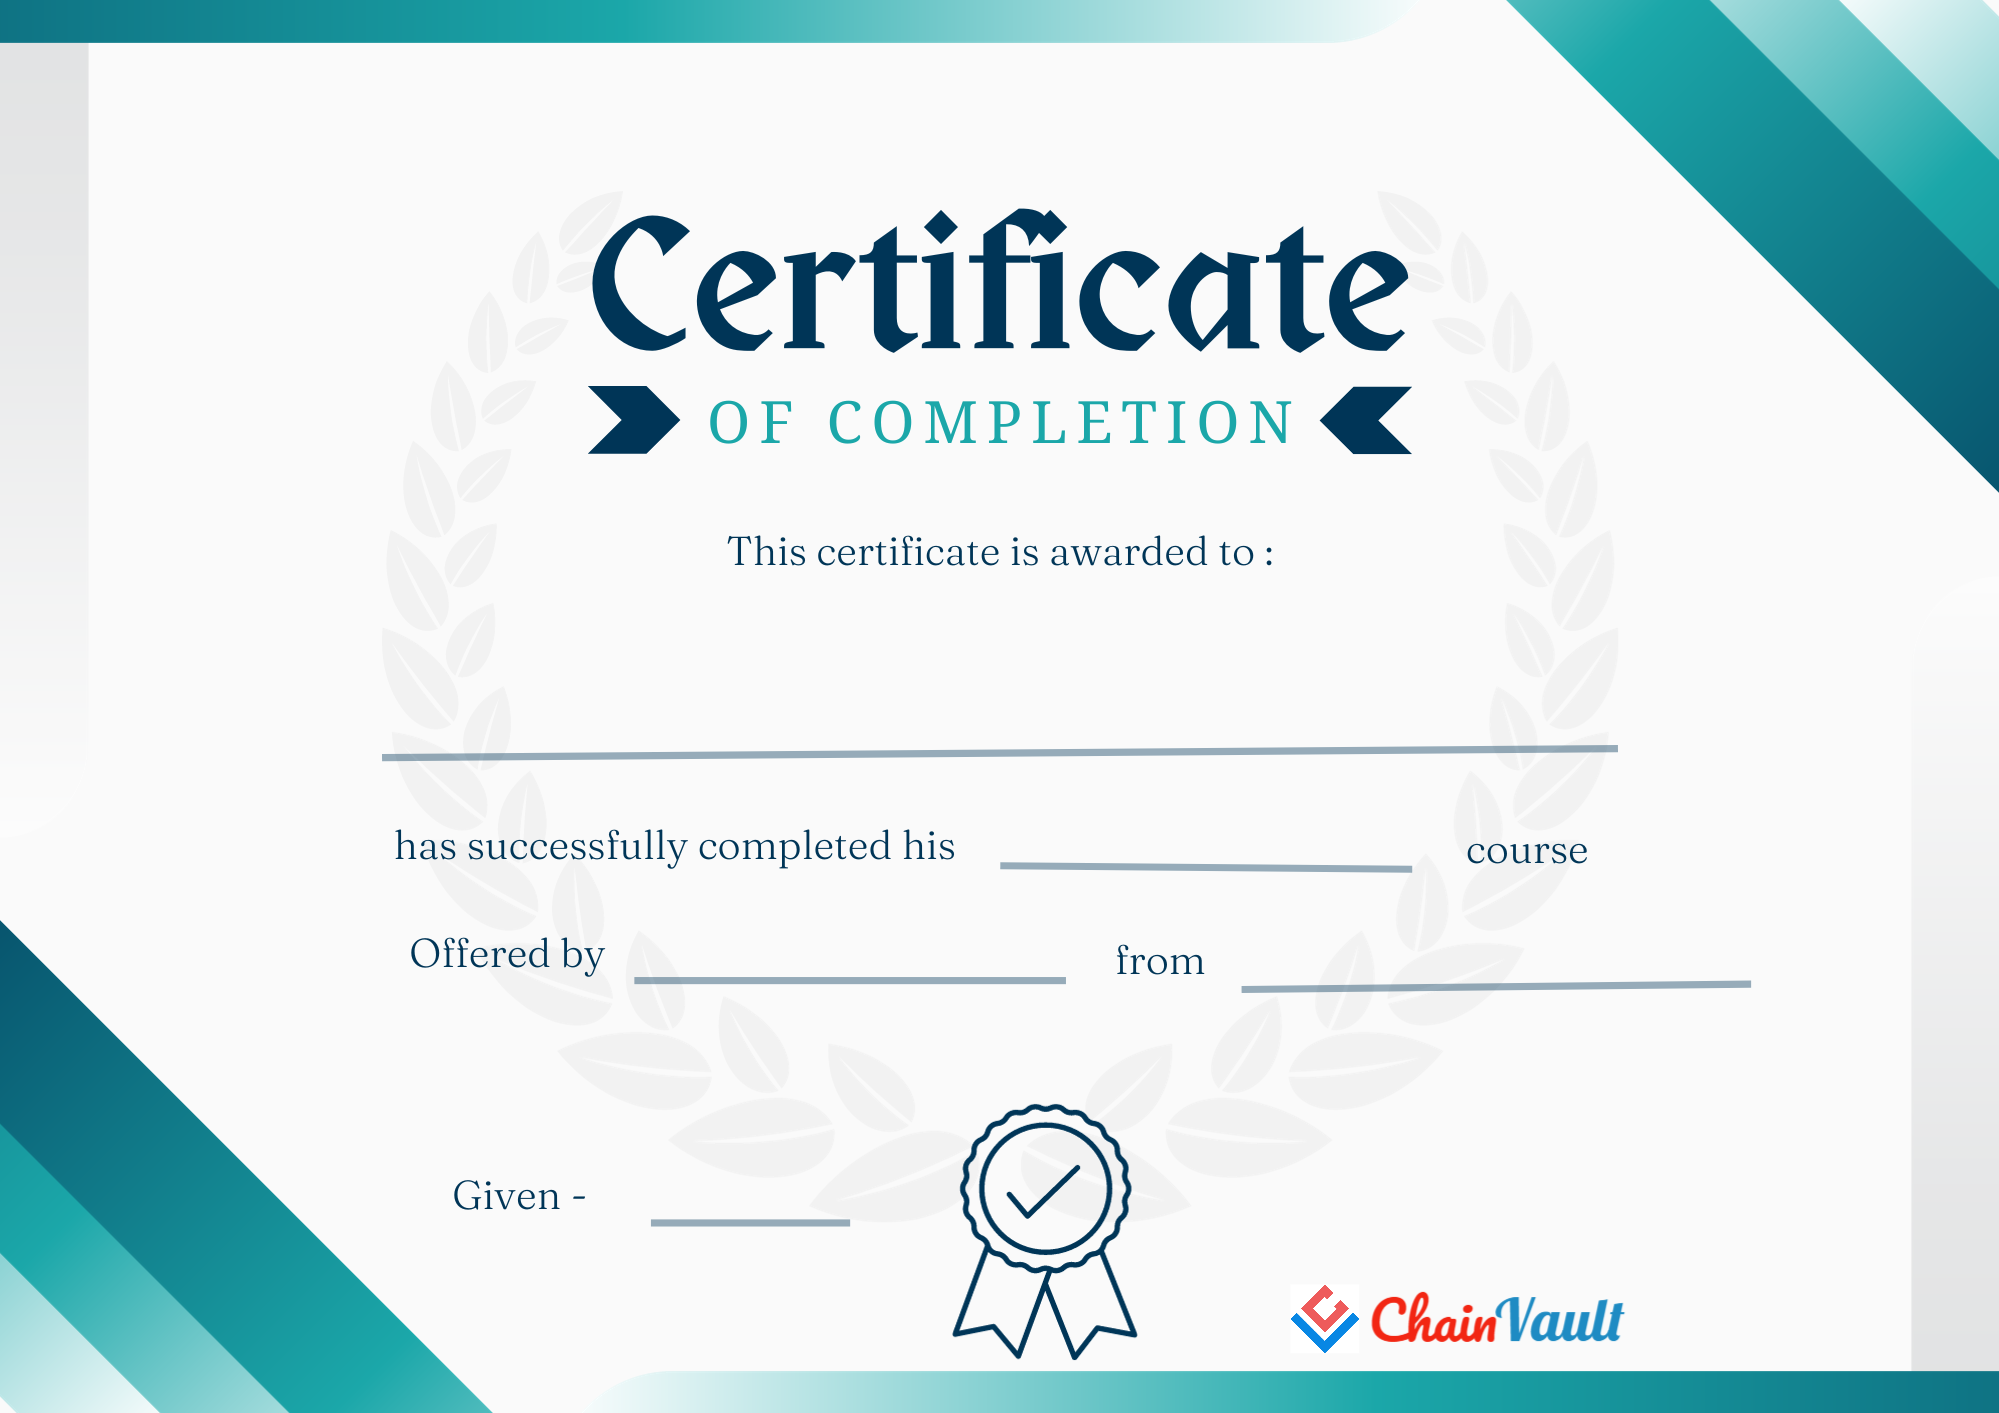 Certificate
OF COMPLETION
This certificate is awarded to :
has successfully completed his course
Offered by from
Given -
ChainVault